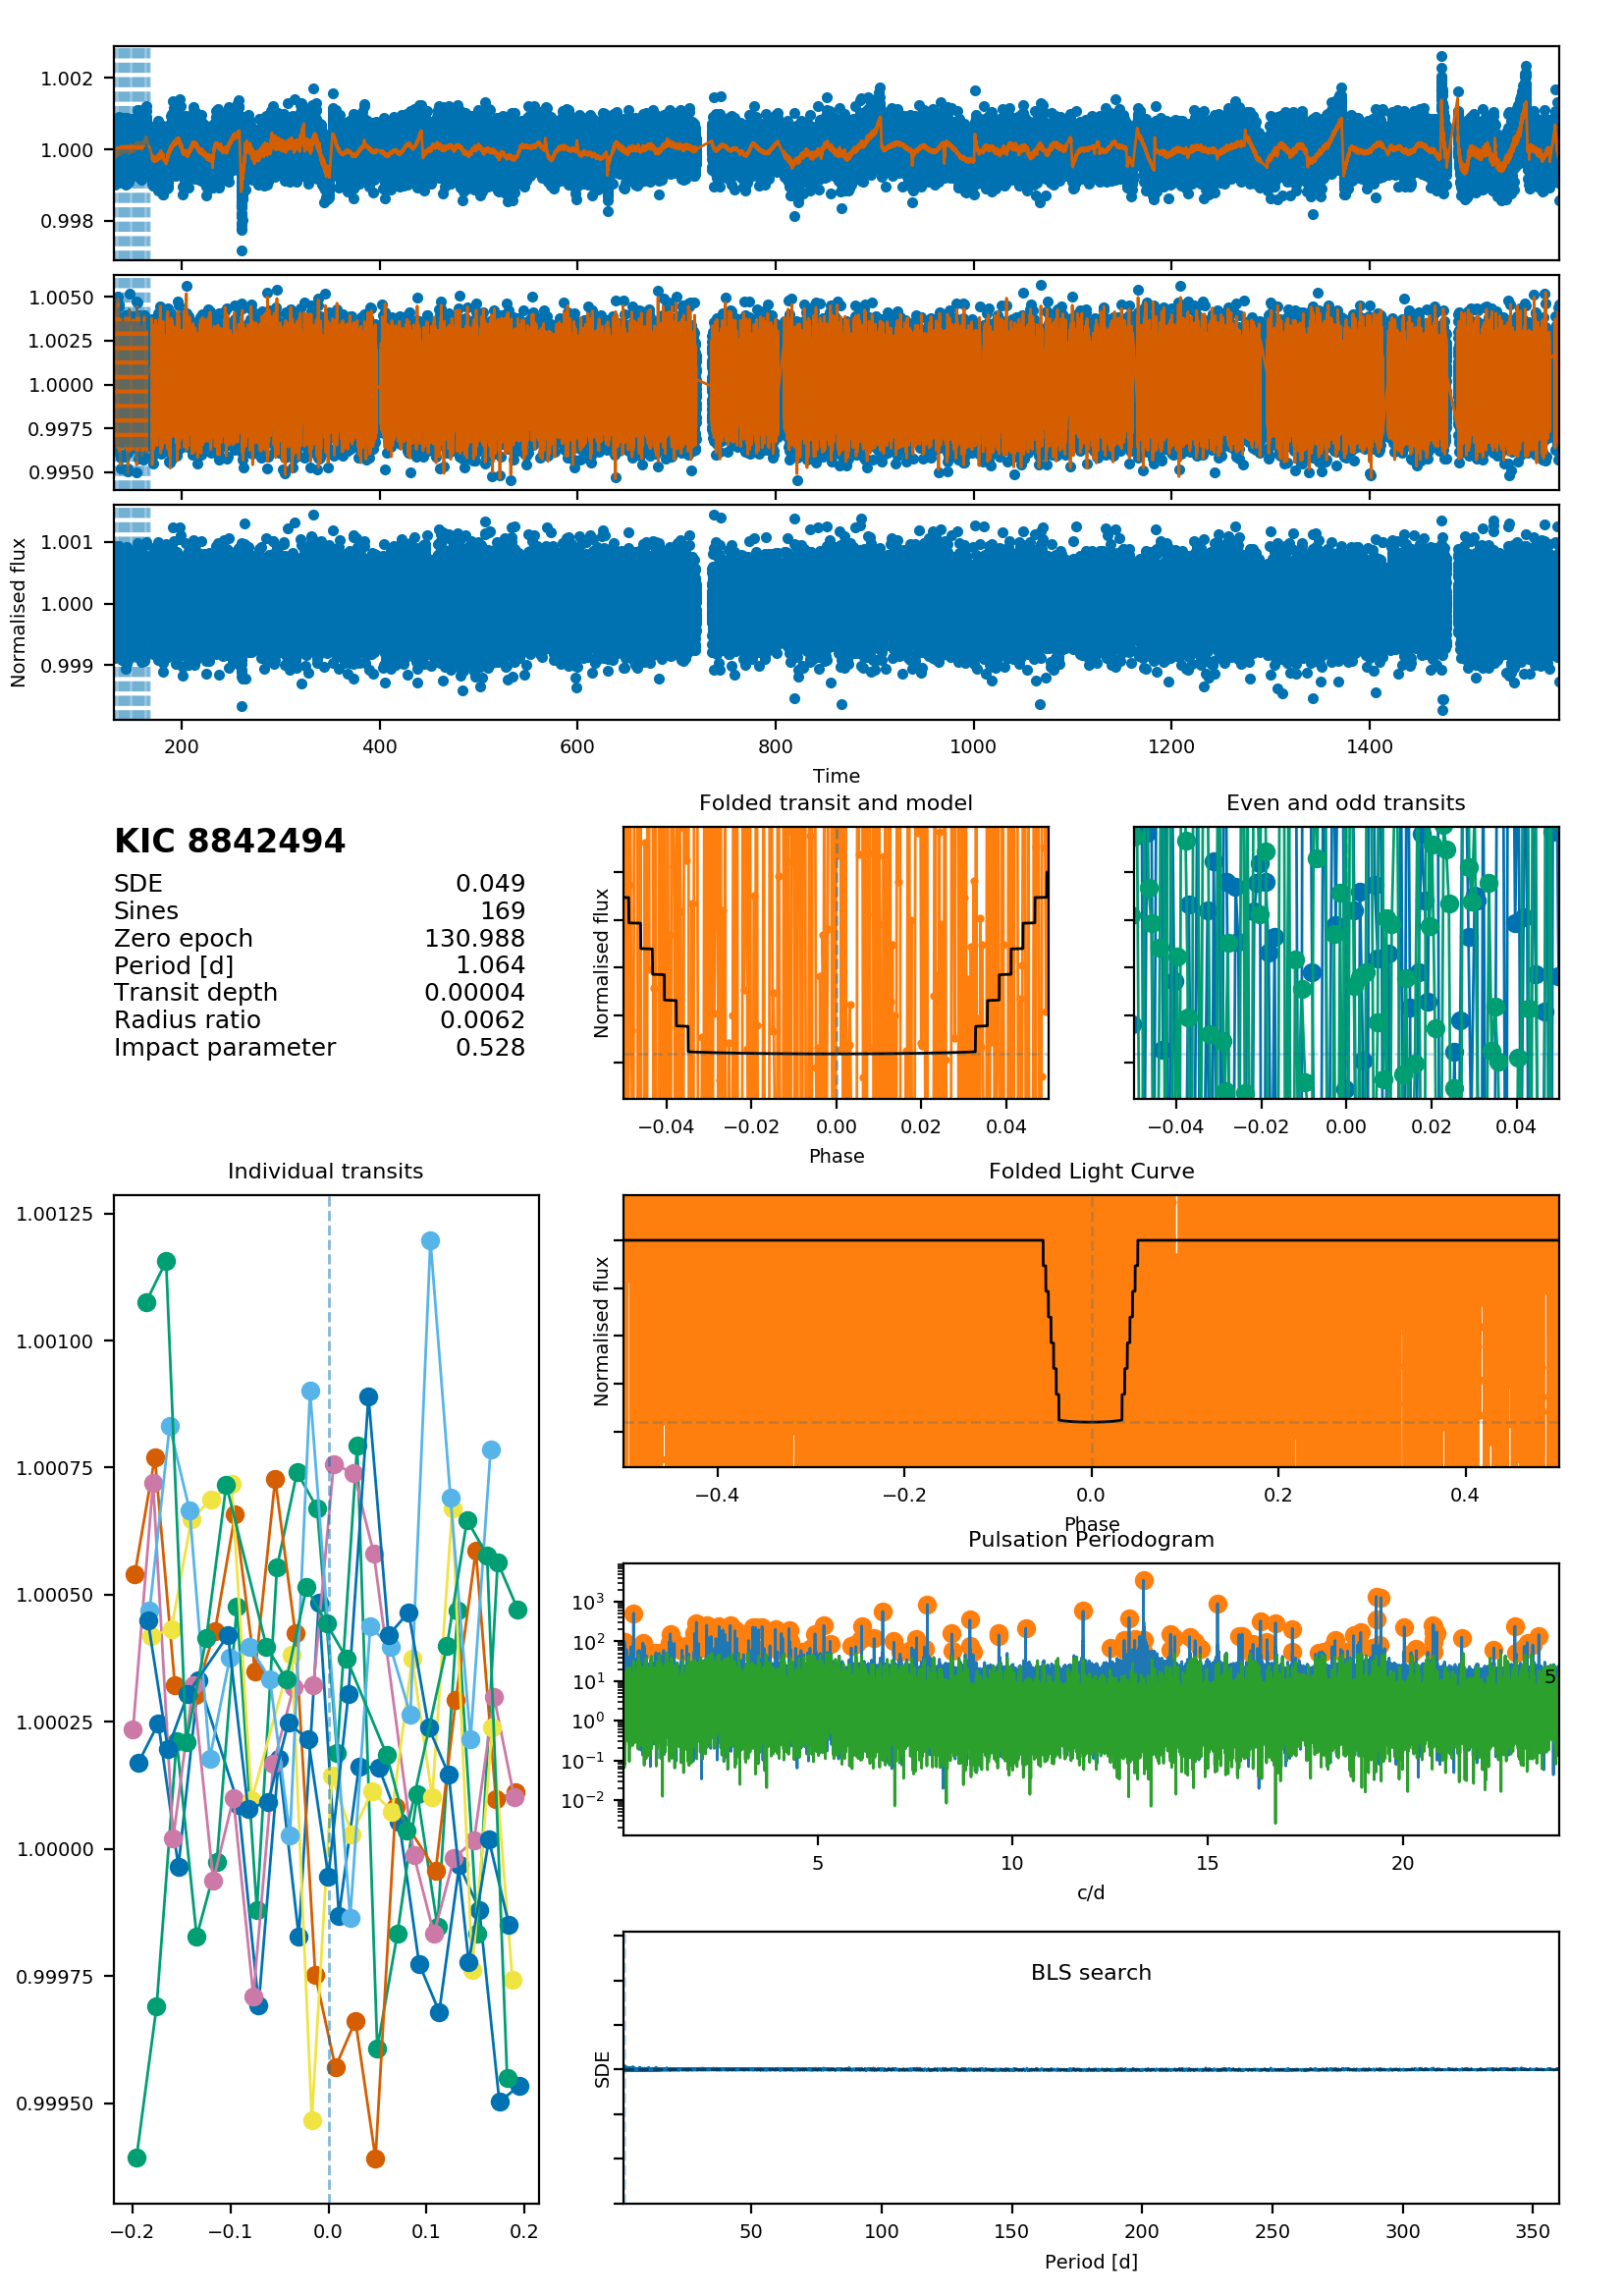 1.002
1.000
0.998
1.0050
1.0025
1.0000
0.9975
0.9950
1.001
1.000
0.999
Normalised flux
200 400 600 800 1000 1200 1400
Time
KIC 8842494
SDE 0.049
Sines 169
Zero epoch 130.988
Period [d] 1.064
Transit depth 0.00004
Radius ratio 0.0062
Impact parameter 0.528
Folded transit and model
Normalised flux
−0.04 −0.02 0.00 0.02 0.04
Phase
Even and odd transits
−0.04 −0.02 0.00 0.02 0.04
Individual transits
1.00125
1.00100
1.00075
1.00050
1.00025
1.00000
0.99975
0.99950
−0.2 −0.1 0.0 0.1 0.2
Folded Light Curve
Normalised flux
−0.4 −0.2 0.0 0.2 0.4
Phase
Pulsation Periodogram
10³
10²
10¹
10⁰
10⁻¹
10⁻²
5
5 10 15 20
c/d
BLS search
SDE
50 100 150 200 250 300 350
Period [d]